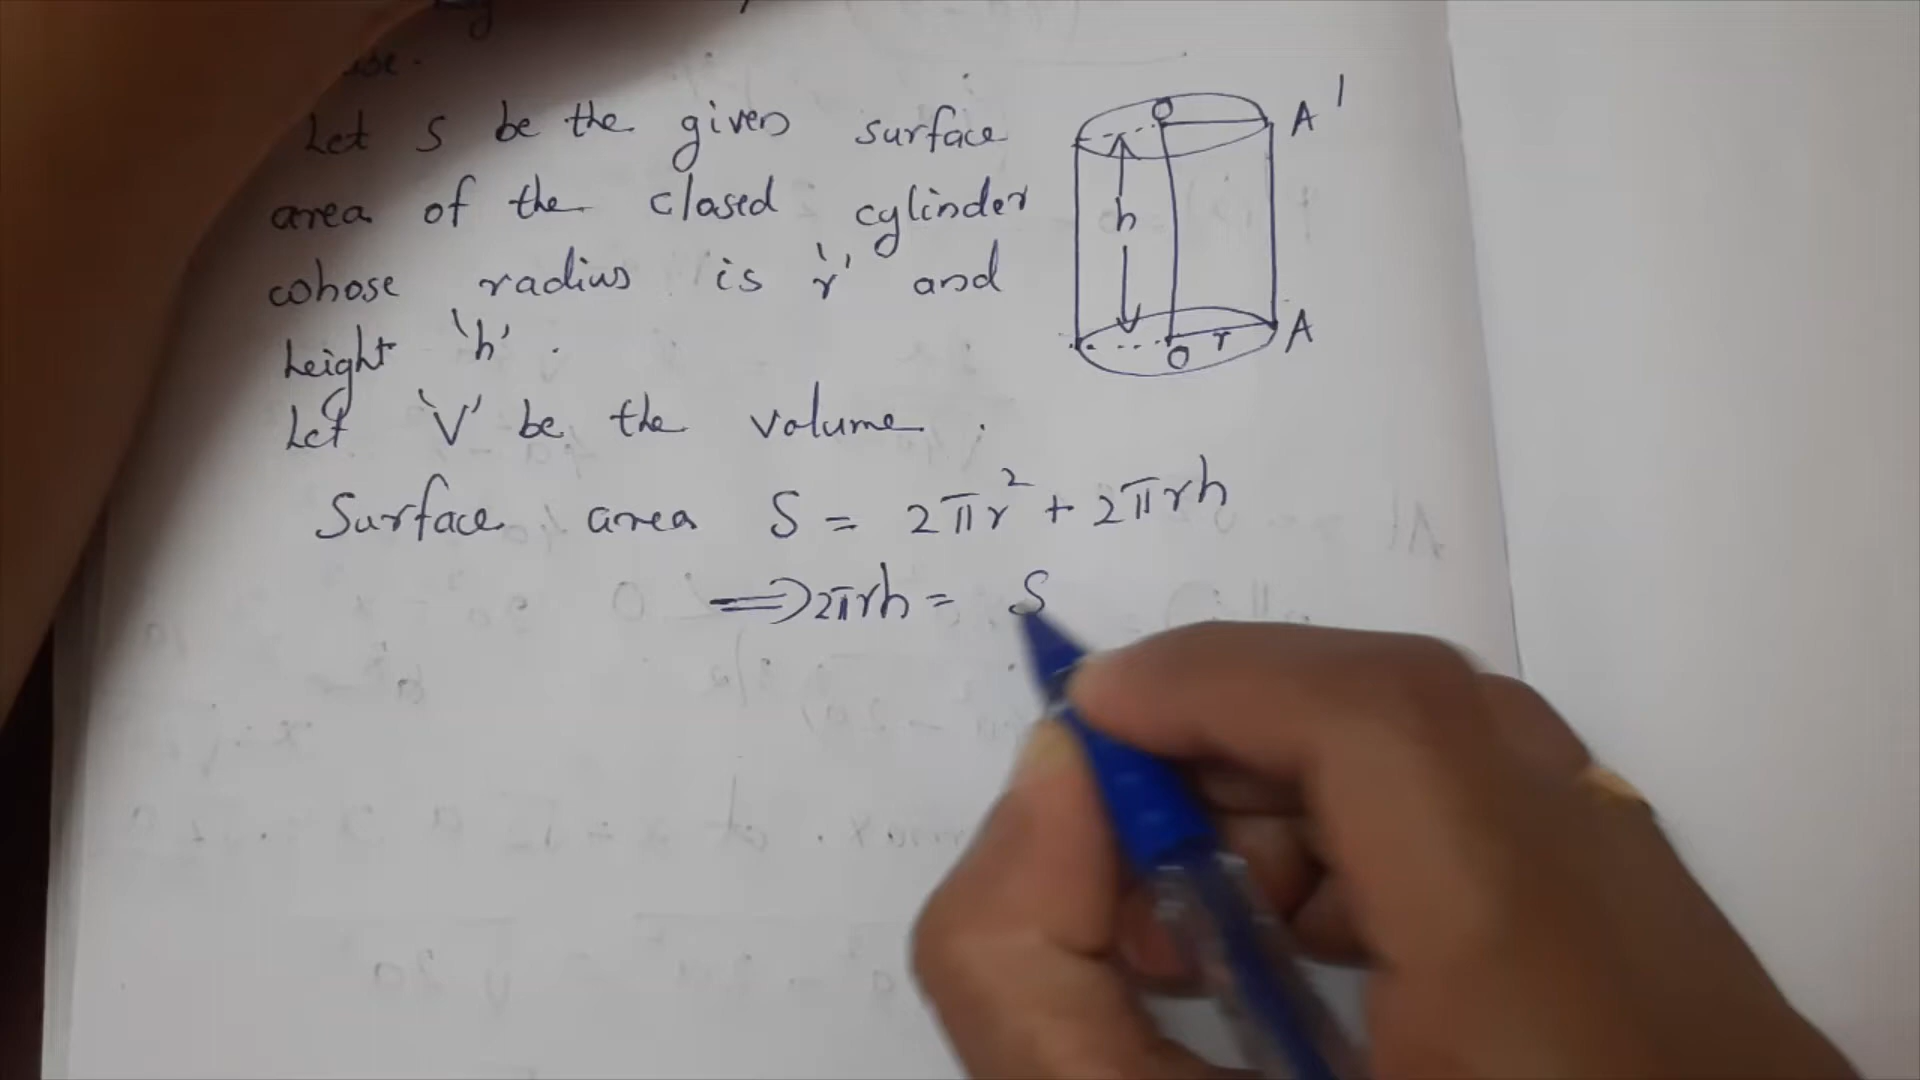 Let S be the given surface
area of the clased cylinder
whose radius is 'r' and
height 'h'.
Let 'V' be the volume.
Surface area S = 2πr² + 2πrh
⟹ 2πrh = S
O A'
h
O r A